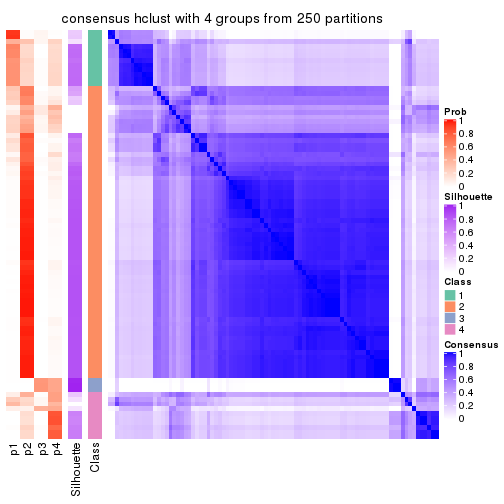 consensus hclust with 4 groups from 250 partitions
Prob
1
0.8
0.6
0.4
0.2
0
Silhouette
1
0.8
0.6
0.4
0.2
0
Class
1
2
3
4
Consensus
1
0.8
0.6
0.4
0.2
0
p1
p2
p3
p4
Silhouette
Class